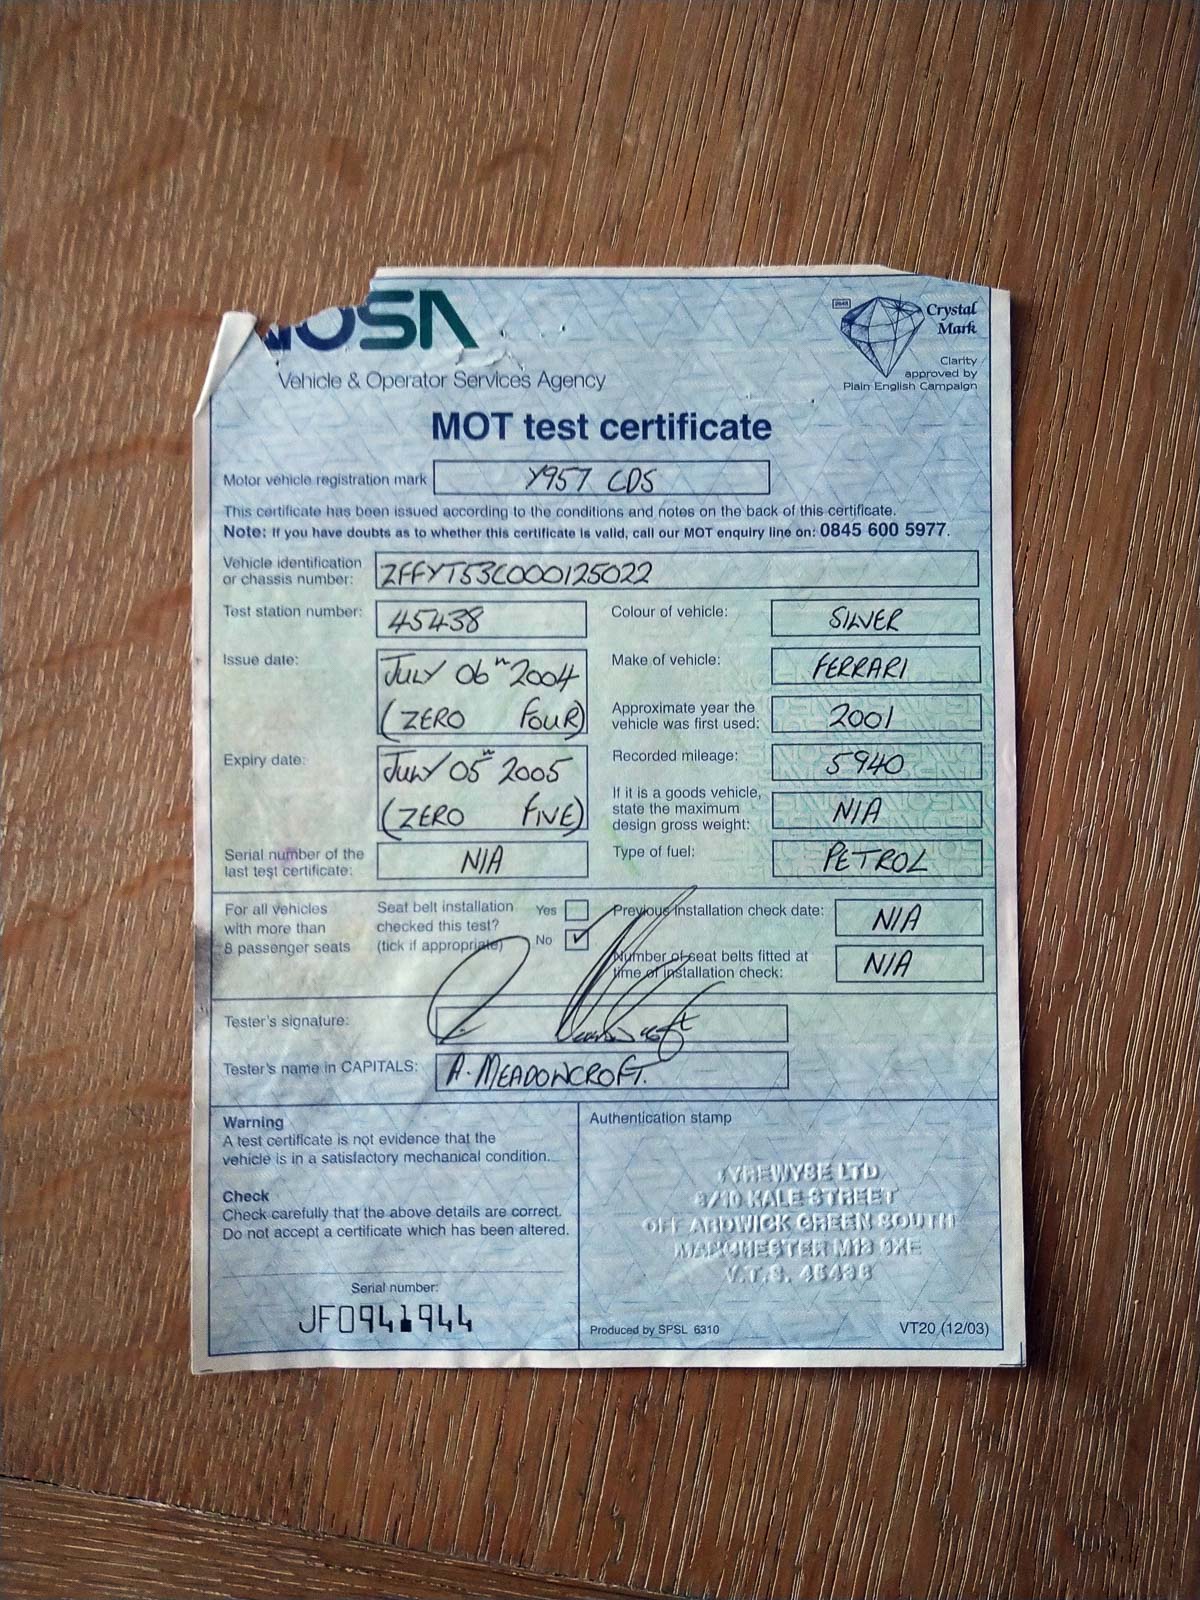 VOSA
Vehicle & Operator Services Agency
Crystal
Mark
Clarity
approved by
Plain English Campaign
MOT test certificate
Motor vehicle registration mark Y957 CDS
This certificate has been issued according to the conditions and notes on the back of this certificate.
Note: If you have doubts as to whether this certificate is valid, call our MOT enquiry line on: 0845 600 5977.
Vehicle identification
or chassis number: ZFFYT53C000125022
Test station number: 45438
Colour of vehicle: SILVER
Issue date: JULY 06TH 2004
(ZERO FOUR)
Make of vehicle: FERRARI
Approximate year the
vehicle was first used: 2001
Expiry date: JULY 05TH 2005
(ZERO FIVE)
Recorded mileage: 5940
If it is a goods vehicle,
state the maximum
design gross weight: N/A
Serial number of the
last test certificate: N/A
Type of fuel: PETROL
For all vehicles
with more than
8 passenger seats
Seat belt installation
checked this test?
(tick if appropriate)
Yes
No ✓
Previous installation check date: N/A
Number of seat belts fitted at
time of installation check: N/A
Tester's signature:
Tester's name in CAPITALS: A. MEADOWCROFT.
Warning
A test certificate is not evidence that the
vehicle is in a satisfactory mechanical condition.
Check
Check carefully that the above details are correct.
Do not accept a certificate which has been altered.
Serial number:
JF0941944
Authentication stamp
TYREWYSE LTD
8/10 KALE STREET
OFF ARDWICK GREEN SOUTH
MANCHESTER M12
V.T.S. 45438
Produced by SPSL 6310
VT20 (12/03)